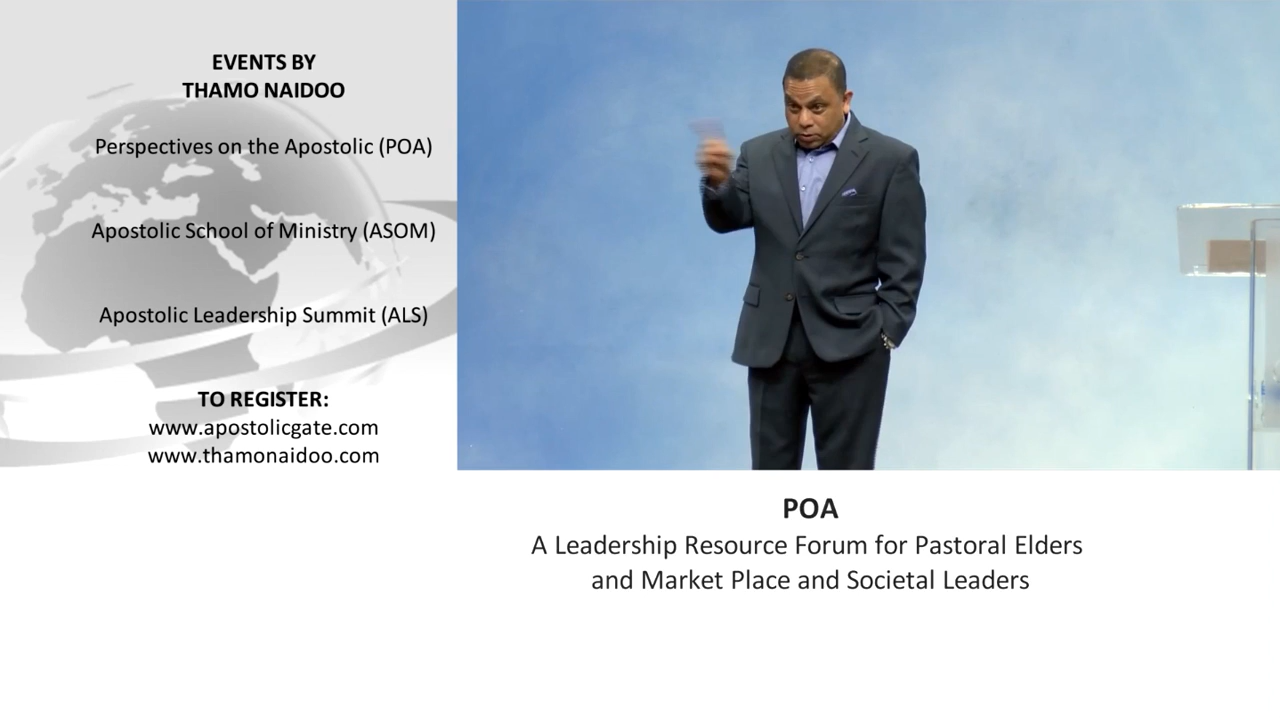 EVENTS BY
THAMO NAIDOO
Perspectives on the Apostolic (POA)
Apostolic School of Ministry (ASOM)
Apostolic Leadership Summit (ALS)
TO REGISTER:
www.apostolicgate.com
www.thamonaidoo.com
POA
A Leadership Resource Forum for Pastoral Elders
and Market Place and Societal Leaders